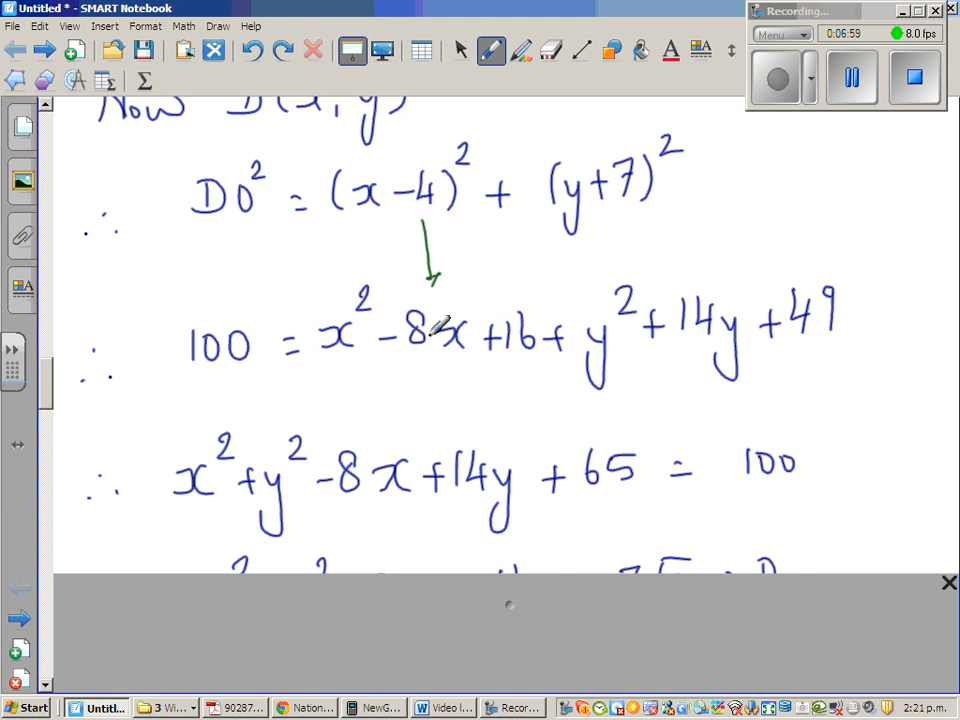 Untitled * - SMART Notebook
Recording...
File Edit View Insert Format Math Draw Help
Menu
0:06:59
8.0 fps
Now D(x, y)
∴ DO² = (x-4)² + (y+7)²
∴ 100 = x² - 8x + 16 + y² + 14y + 49
∴ x² + y² - 8x + 14y + 65 = 100
Start
Untitl...
3 Wi...
90287...
Nation...
NewG...
Video l...
Recor...
2:21 p.m.